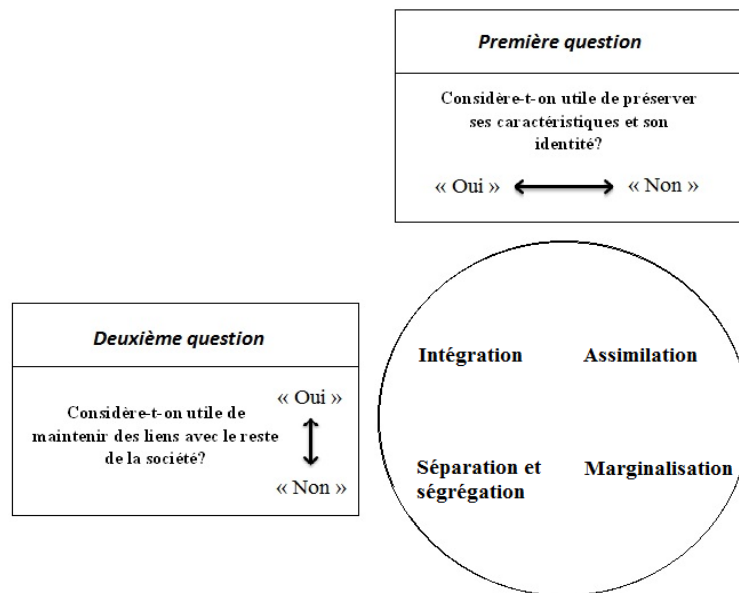 Première question
Considère-t-on utile de préserver
ses caractéristiques et son
identité?
« Oui » « Non »
Deuxième question
Considère-t-on utile de
maintenir des liens avec le reste
de la société?
« Oui »
« Non »
Intégration Assimilation
Séparation et
ségrégation
Marginalisation